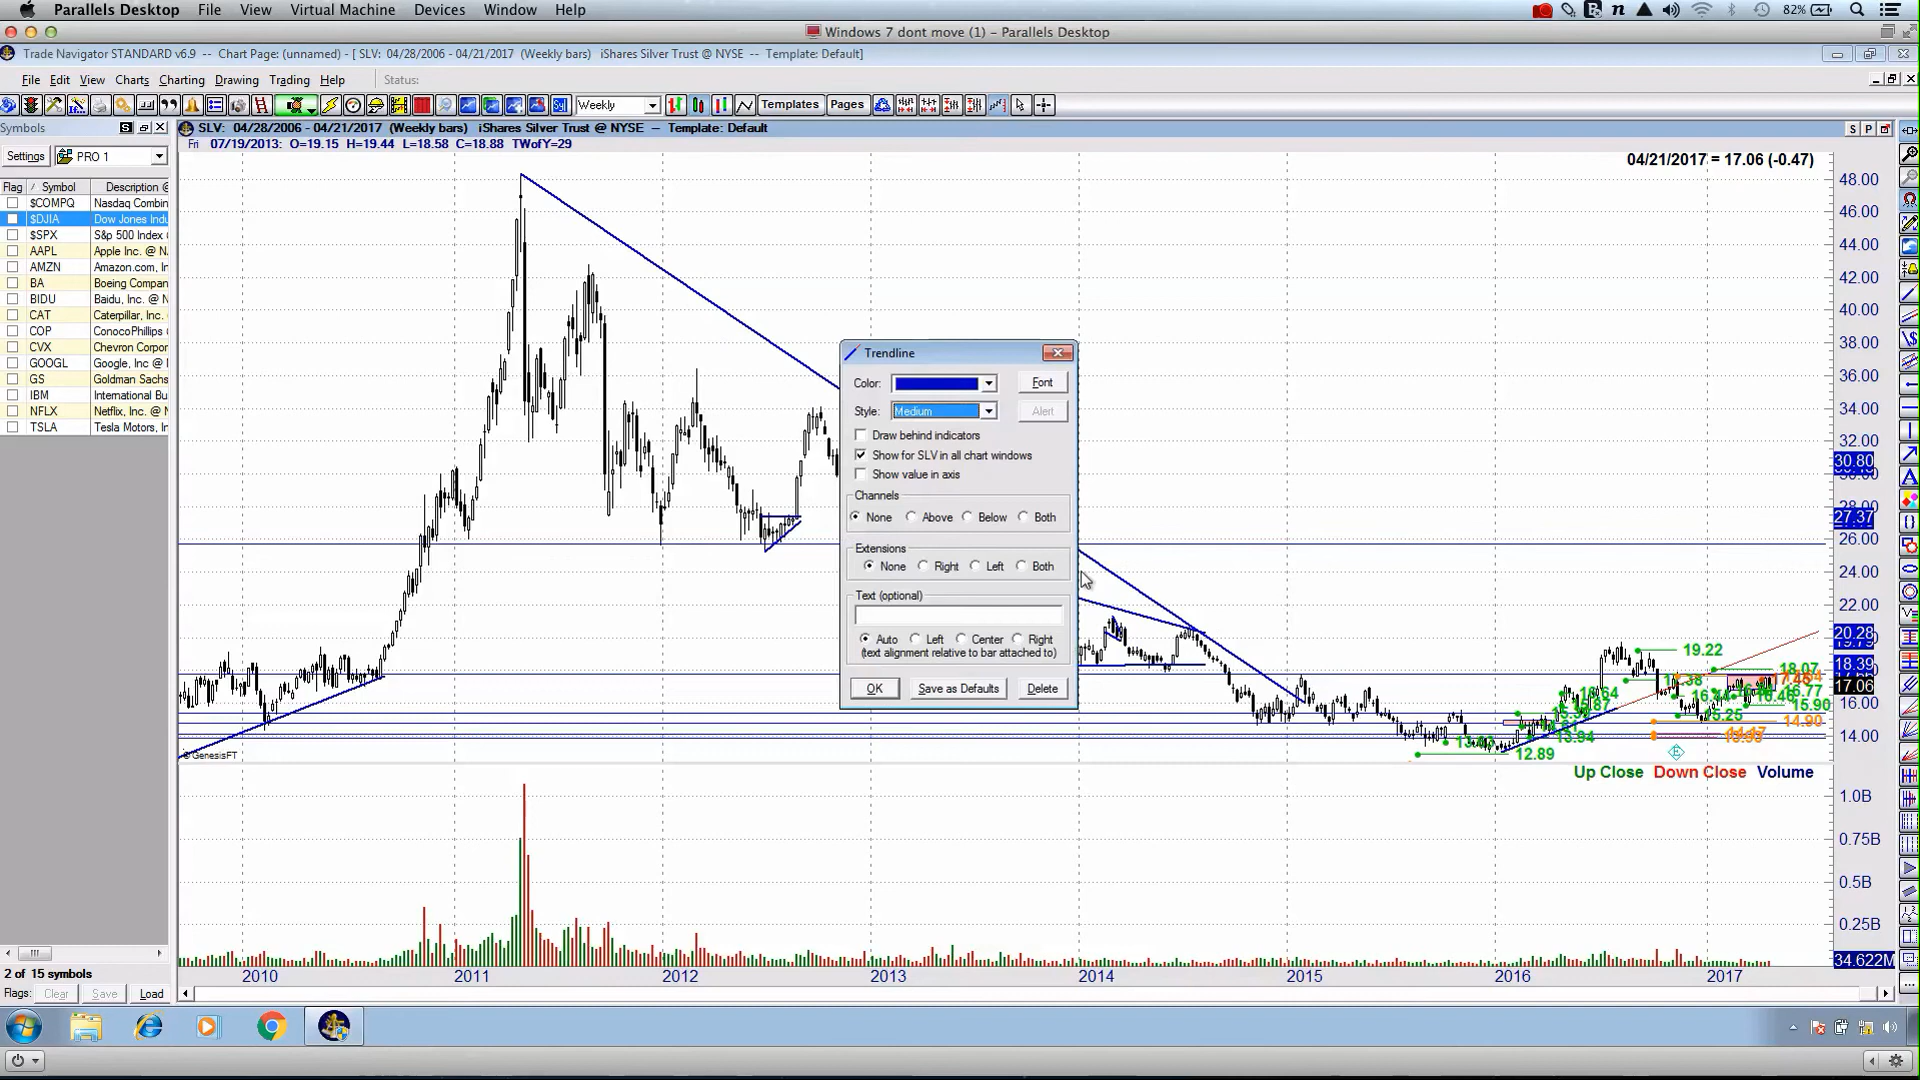 Parallels Desktop File View Virtual Machine Devices Window Help 82%
Windows 7 dont move (1) - Parallels Desktop
Trade Navigator STANDARD v6.9 -- Chart Page: (unnamed) - [ SLV: 04/28/2006 - 04/21/2017 (Weekly bars) iShares Silver Trust @ NYSE -- Template: Default]
File Edit View Charts Charting Drawing Trading Help Status:
Weekly Templates Pages
Symbols S
SLV: 04/28/2006 - 04/21/2017 (Weekly bars) iShares Silver Trust @ NYSE -- Template: Default S P
Fri 07/19/2013: O=19.15 H=19.44 L=18.58 C=18.88 TWofY=29
Settings PRO 1
04/21/2017 = 17.06 (-0.47)
Flag / Symbol Description @
$COMPQ Nasdaq Combin
$DJIA Dow Jones Indu
$SPX S&p 500 Index
AAPL Apple Inc. @ N
AMZN Amazon.com, In
BA Boeing Compan
BIDU Baidu, Inc. @ N
CAT Caterpillar, Inc.
COP ConocoPhillips
CVX Chevron Corpor
GOOGL Google, Inc @
GS Goldman Sachs
IBM International Bu
NFLX Netflix, Inc. @
TSLA Tesla Motors, In
48.00
46.00
44.00
42.00
40.00
38.00
36.00
34.00
32.00
30.80
28.00
27.37
26.00
24.00
22.00
20.28
18.39
17.06
16.00
14.00
Trendline
Color: Font
Style: Medium Alert
Draw behind indicators
Show for SLV in all chart windows
Show value in axis
Channels
None Above Below Both
Extensions
None Right Left Both
Text (optional)
Auto Left Center Right
(text alignment relative to bar attached to)
OK Save as Defaults Delete
19.22
18.07
16.77
15.90
15.25
14.90
13.94
12.89
© GenesisFT
E
Up Close Down Close Volume
1.0B
0.75B
0.5B
0.25B
34.622M
2010 2011 2012 2013 2014 2015 2016 2017
2 of 15 symbols
Flags: Clear Save Load